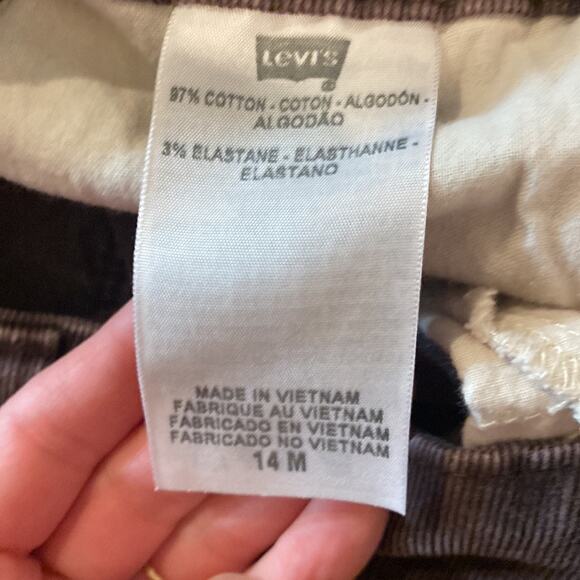 Levi's
®
97% COTTON - COTON - ALGODÓN -
ALGODÃO
3% ELASTANE - ELASTHANNE -
ELASTANO
MADE IN VIETNAM
FABRIQUE AU VIETNAM
FABRICADO EN VIETNAM
FABRICADO NO VIETNAM
14 M